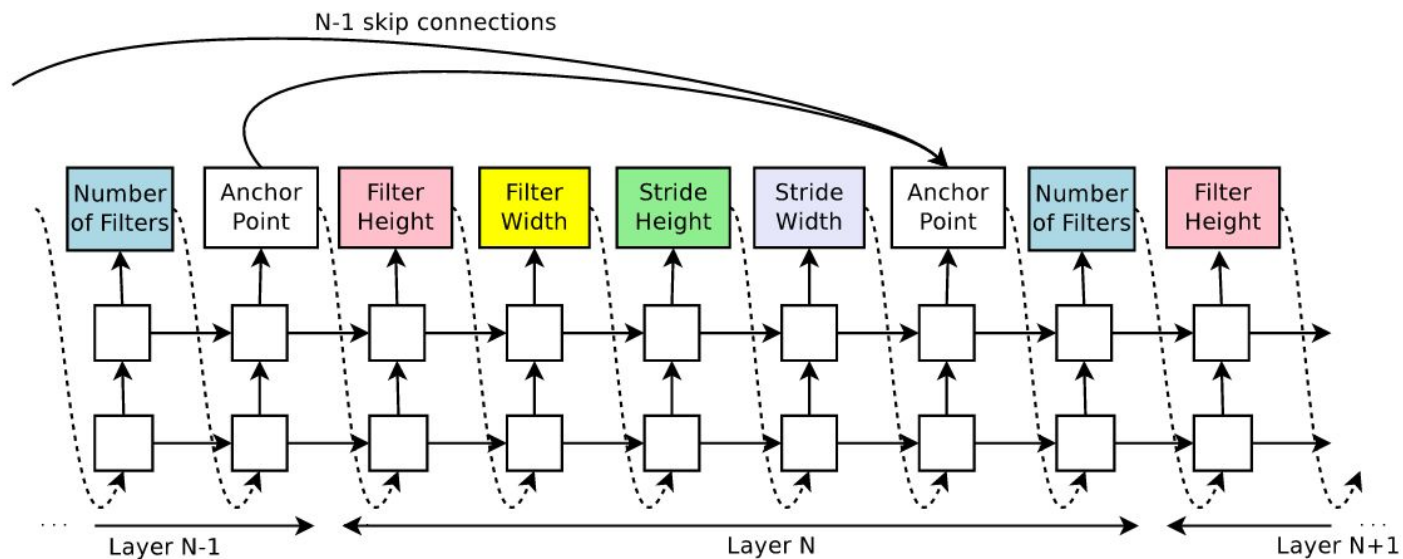 N-1 skip connections
Number
of Filters
Anchor
Point
Filter
Height
Filter
Width
Stride
Height
Stride
Width
Anchor
Point
Number
of Filters
Filter
Height
. . .
Layer N-1
Layer N
Layer N+1
. . .